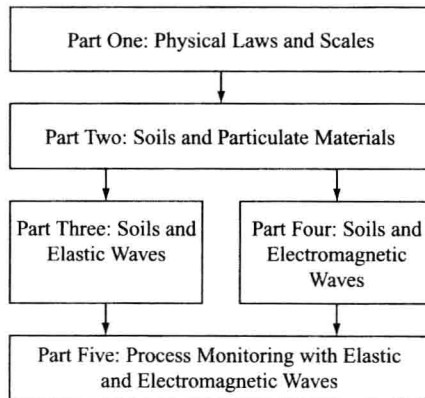 Part One: Physical Laws and Scales
Part Two: Soils and Particulate Materials
Part Three: Soils and
Elastic Waves
Part Four: Soils and
Electromagnetic
Waves
Part Five: Process Monitoring with Elastic
and Electromagnetic Waves